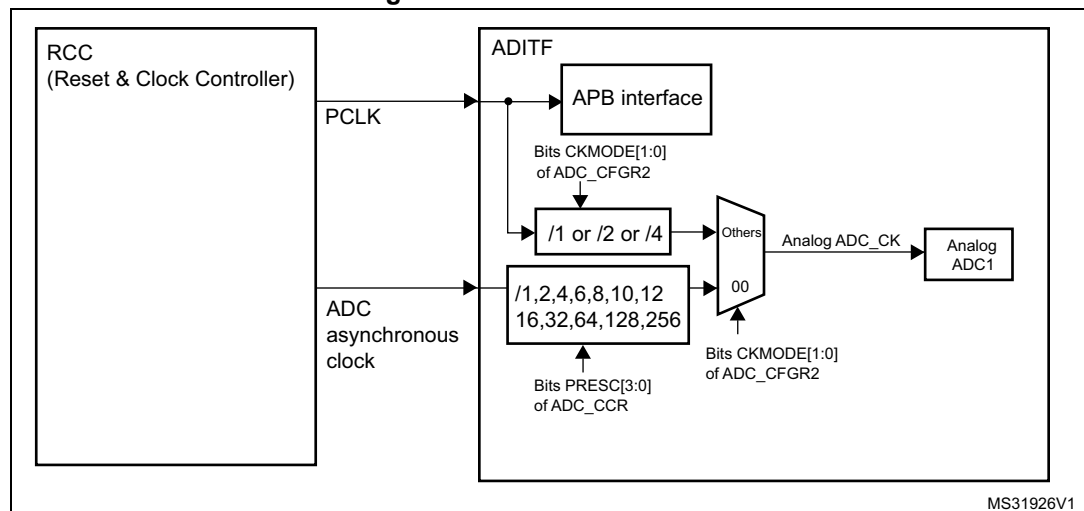 RCC
(Reset & Clock Controller)
ADITF
PCLK
APB interface
Bits CKMODE[1:0]
of ADC_CFGR2
/1 or /2 or /4
Others
Analog ADC_CK
Analog
ADC1
00
/1,2,4,6,8,10,12
16,32,64,128,256
ADC
asynchronous
clock
Bits CKMODE[1:0]
of ADC_CFGR2
Bits PRESC[3:0]
of ADC_CCR
MS31926V1